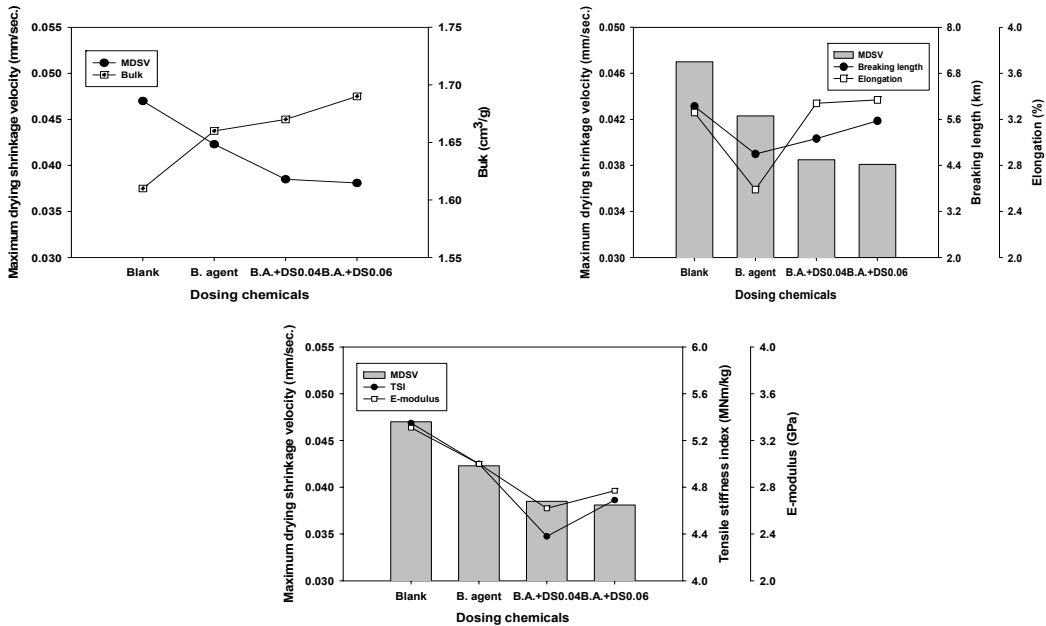 Maximum drying shrinkage velocity (mm/sec.)
0.055
0.050
0.045
0.040
0.035
0.030
MDSV
Bulk
1.75
1.70
1.65
1.60
1.55
Buk (cm³/g)
Blank B. agent B.A.+DS0.04 B.A.+DS0.06
Dosing chemicals
Maximum drying shrinkage velocity (mm/sec.)
0.050
0.046
0.042
0.038
0.034
0.030
MDSV
Breaking length
Elongation
8.0
6.8
5.6
4.4
3.2
2.0
Breaking length (km)
4.0
3.6
3.2
2.8
2.4
2.0
Elongation (%)
Blank B. agent B.A.+DS0.04 B.A.+DS0.06
Dosing chemicals
Maximum drying shrinkage velocity (mm/sec.)
0.055
0.050
0.045
0.040
0.035
0.030
MDSV
TSI
E-modulus
6.0
5.6
5.2
4.8
4.4
4.0
Tensile stiffness index (MNm/kg)
4.0
3.6
3.2
2.8
2.4
2.0
E-modulus (GPa)
Blank B. agent B.A.+DS0.04 B.A.+DS0.06
Dosing chemicals